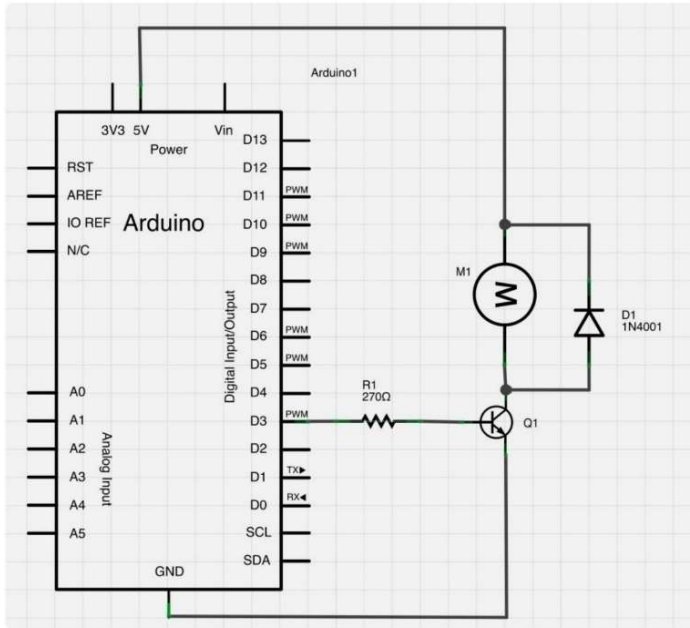 Arduino1
3V3 5V Vin
Power
D13
RST D12
AREF D11 PWM
IO REF Arduino D10 PWM
N/C D9 PWM
D8
D7
D6 PWM
D5 PWM
Digital Input/Output
M1
M
D1
1N4001
A0 D4
R1
270Ω
A1 D3 PWM
Q1
A2 D2
A3 D1 TX▶
A4 D0 RX◀
A5 SCL
Analog Input
SDA
GND